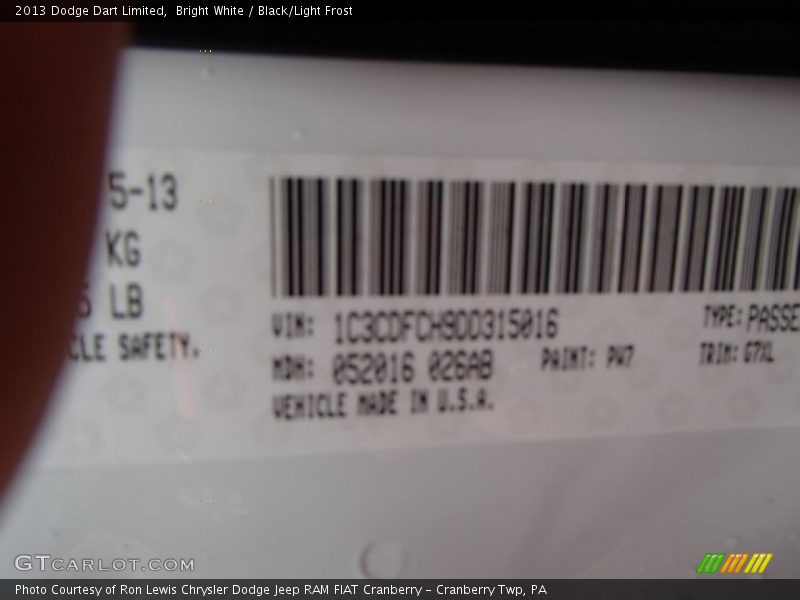 2013 Dodge Dart Limited,  Bright White / Black/Light Frost
5-13
KG
LB
CLE SAFETY.
VIN: 1C3CDFCH9DD315016
TYPE: PASSE
MDH: 052016 026AB
PAINT: PW7
TRIM: G7XL
VEHICLE MADE IN U.S.A.
GTCARLOT.COM
Photo Courtesy of Ron Lewis Chrysler Dodge Jeep RAM FIAT Cranberry – Cranberry Twp, PA